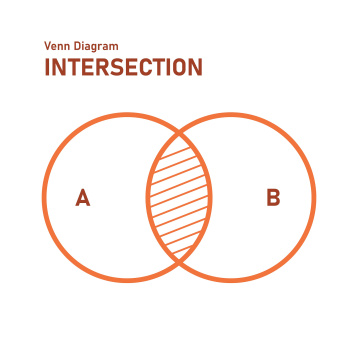 Venn Diagram
INTERSECTION
A
B